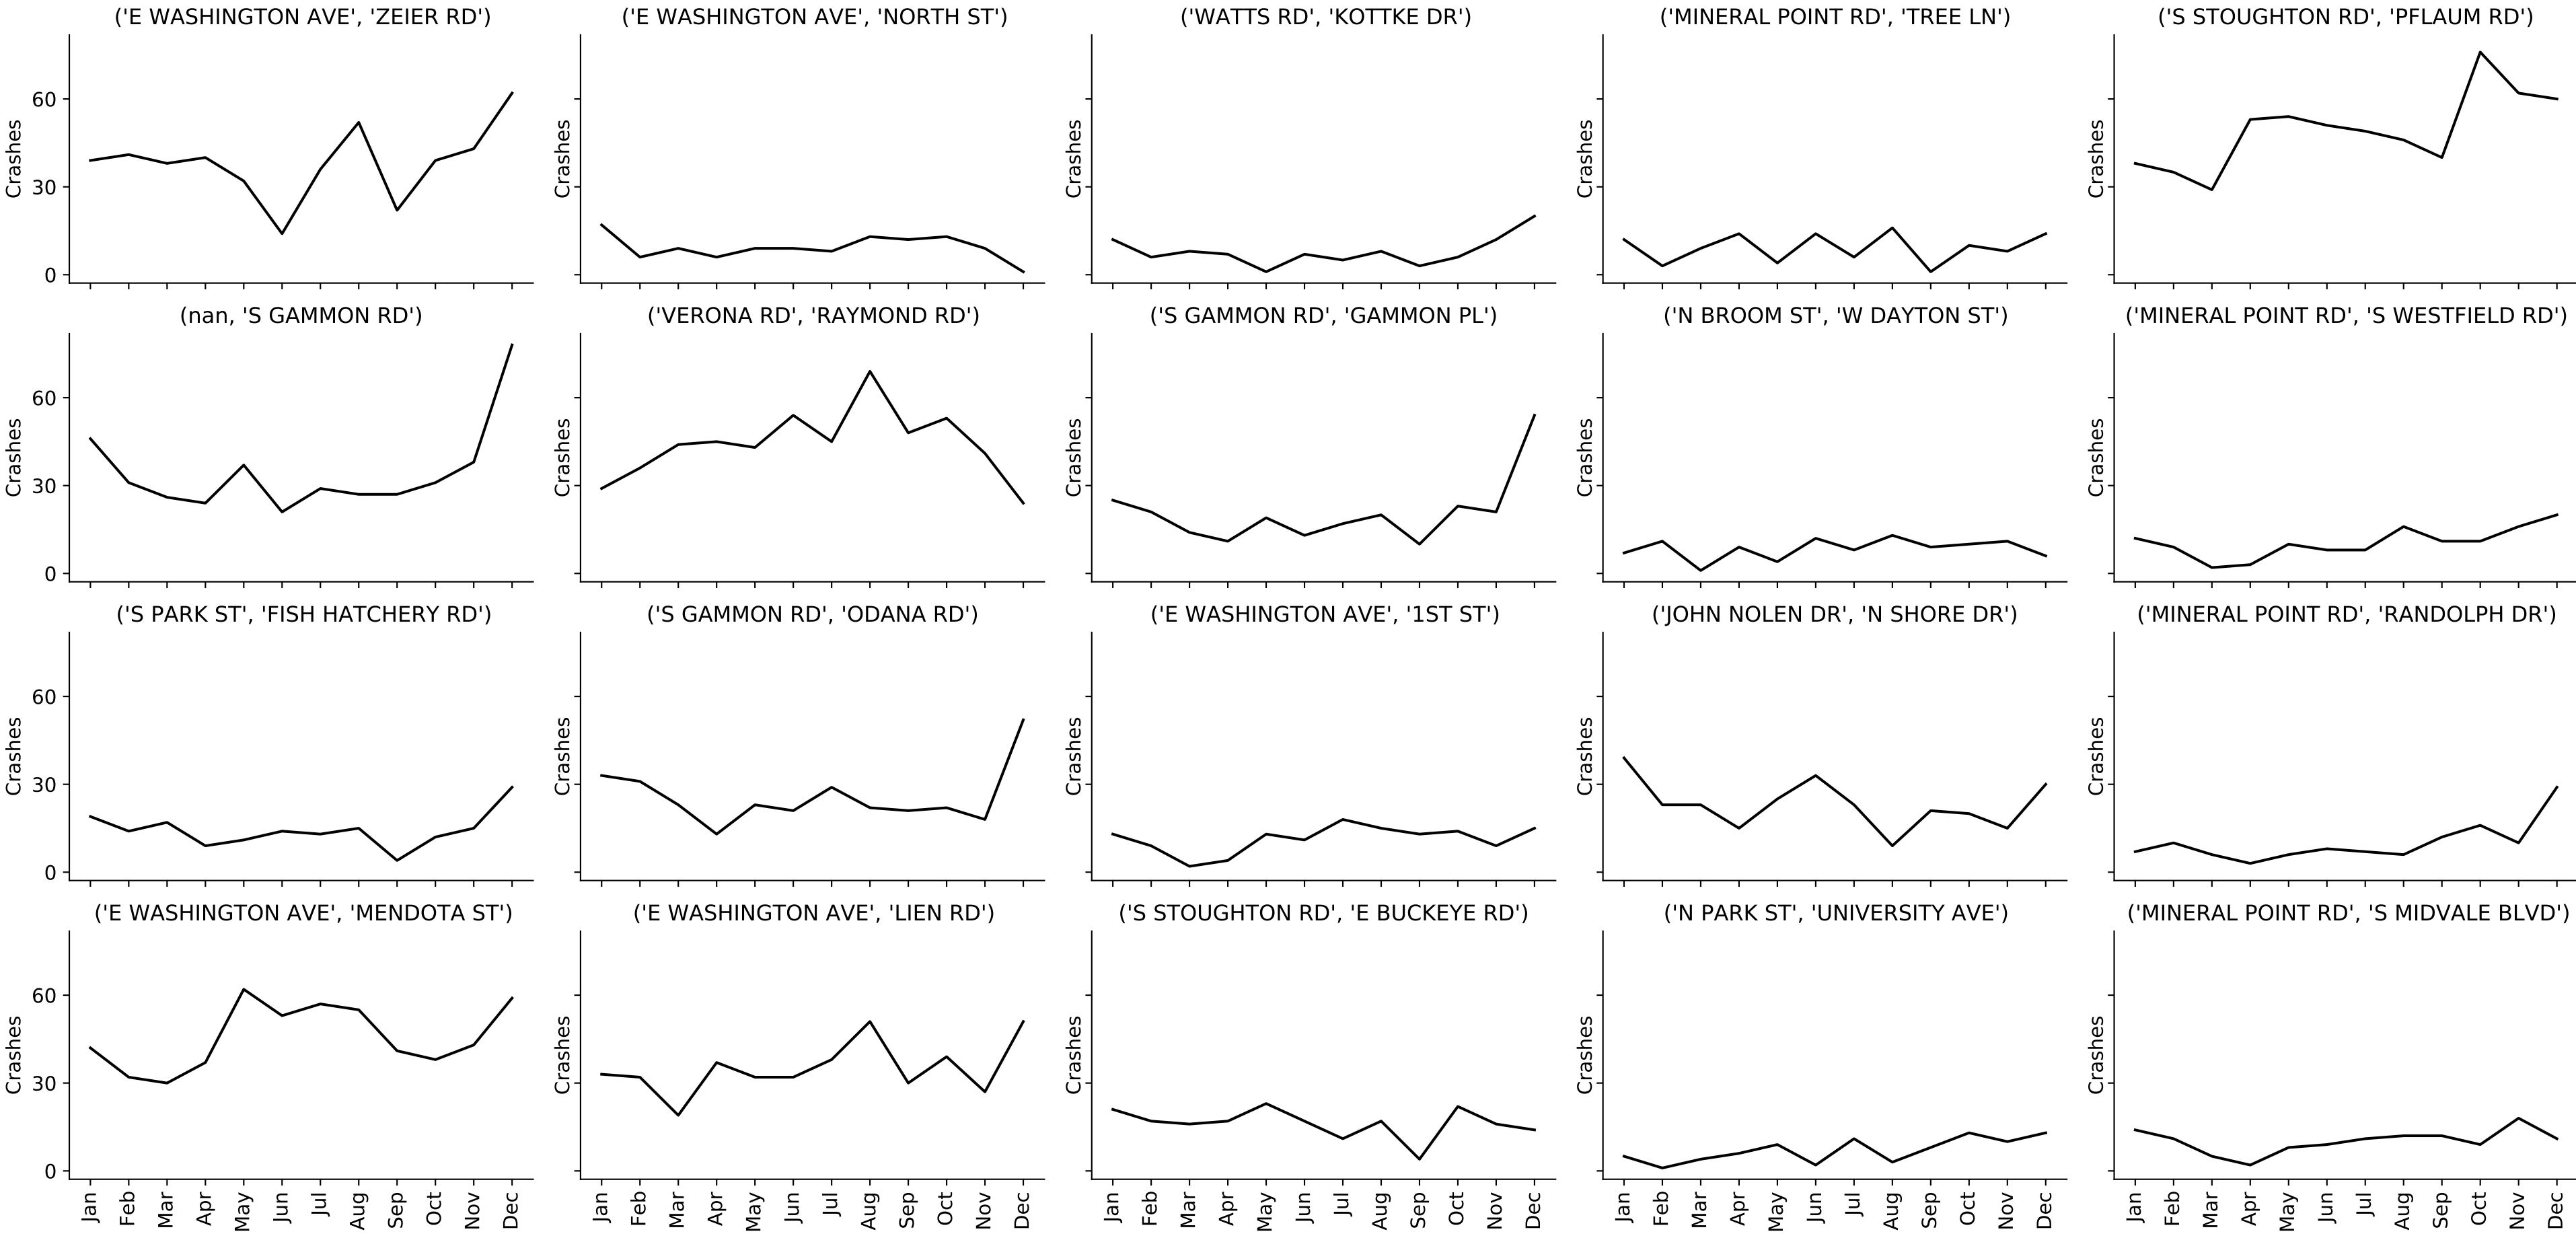 ('E WASHINGTON AVE', 'ZEIER RD')
('E WASHINGTON AVE', 'NORTH ST')
('WATTS RD', 'KOTTKE DR')
('MINERAL POINT RD', 'TREE LN')
('S STOUGHTON RD', 'PFLAUM RD')
60
30
0
Crashes
Crashes
Crashes
Crashes
Crashes
(nan, 'S GAMMON RD')
('VERONA RD', 'RAYMOND RD')
('S GAMMON RD', 'GAMMON PL')
('N BROOM ST', 'W DAYTON ST')
('MINERAL POINT RD', 'S WESTFIELD RD')
60
30
0
Crashes
Crashes
Crashes
Crashes
Crashes
('S PARK ST', 'FISH HATCHERY RD')
('S GAMMON RD', 'ODANA RD')
('E WASHINGTON AVE', '1ST ST')
('JOHN NOLEN DR', 'N SHORE DR')
('MINERAL POINT RD', 'RANDOLPH DR')
60
30
0
Crashes
Crashes
Crashes
Crashes
Crashes
('E WASHINGTON AVE', 'MENDOTA ST')
('E WASHINGTON AVE', 'LIEN RD')
('S STOUGHTON RD', 'E BUCKEYE RD')
('N PARK ST', 'UNIVERSITY AVE')
('MINERAL POINT RD', 'S MIDVALE BLVD')
60
30
0
Crashes
Crashes
Crashes
Crashes
Crashes
Jan Feb Mar Apr May Jun Jul Aug Sep Oct Nov Dec
Jan Feb Mar Apr May Jun Jul Aug Sep Oct Nov Dec
Jan Feb Mar Apr May Jun Jul Aug Sep Oct Nov Dec
Jan Feb Mar Apr May Jun Jul Aug Sep Oct Nov Dec
Jan Feb Mar Apr May Jun Jul Aug Sep Oct Nov Dec